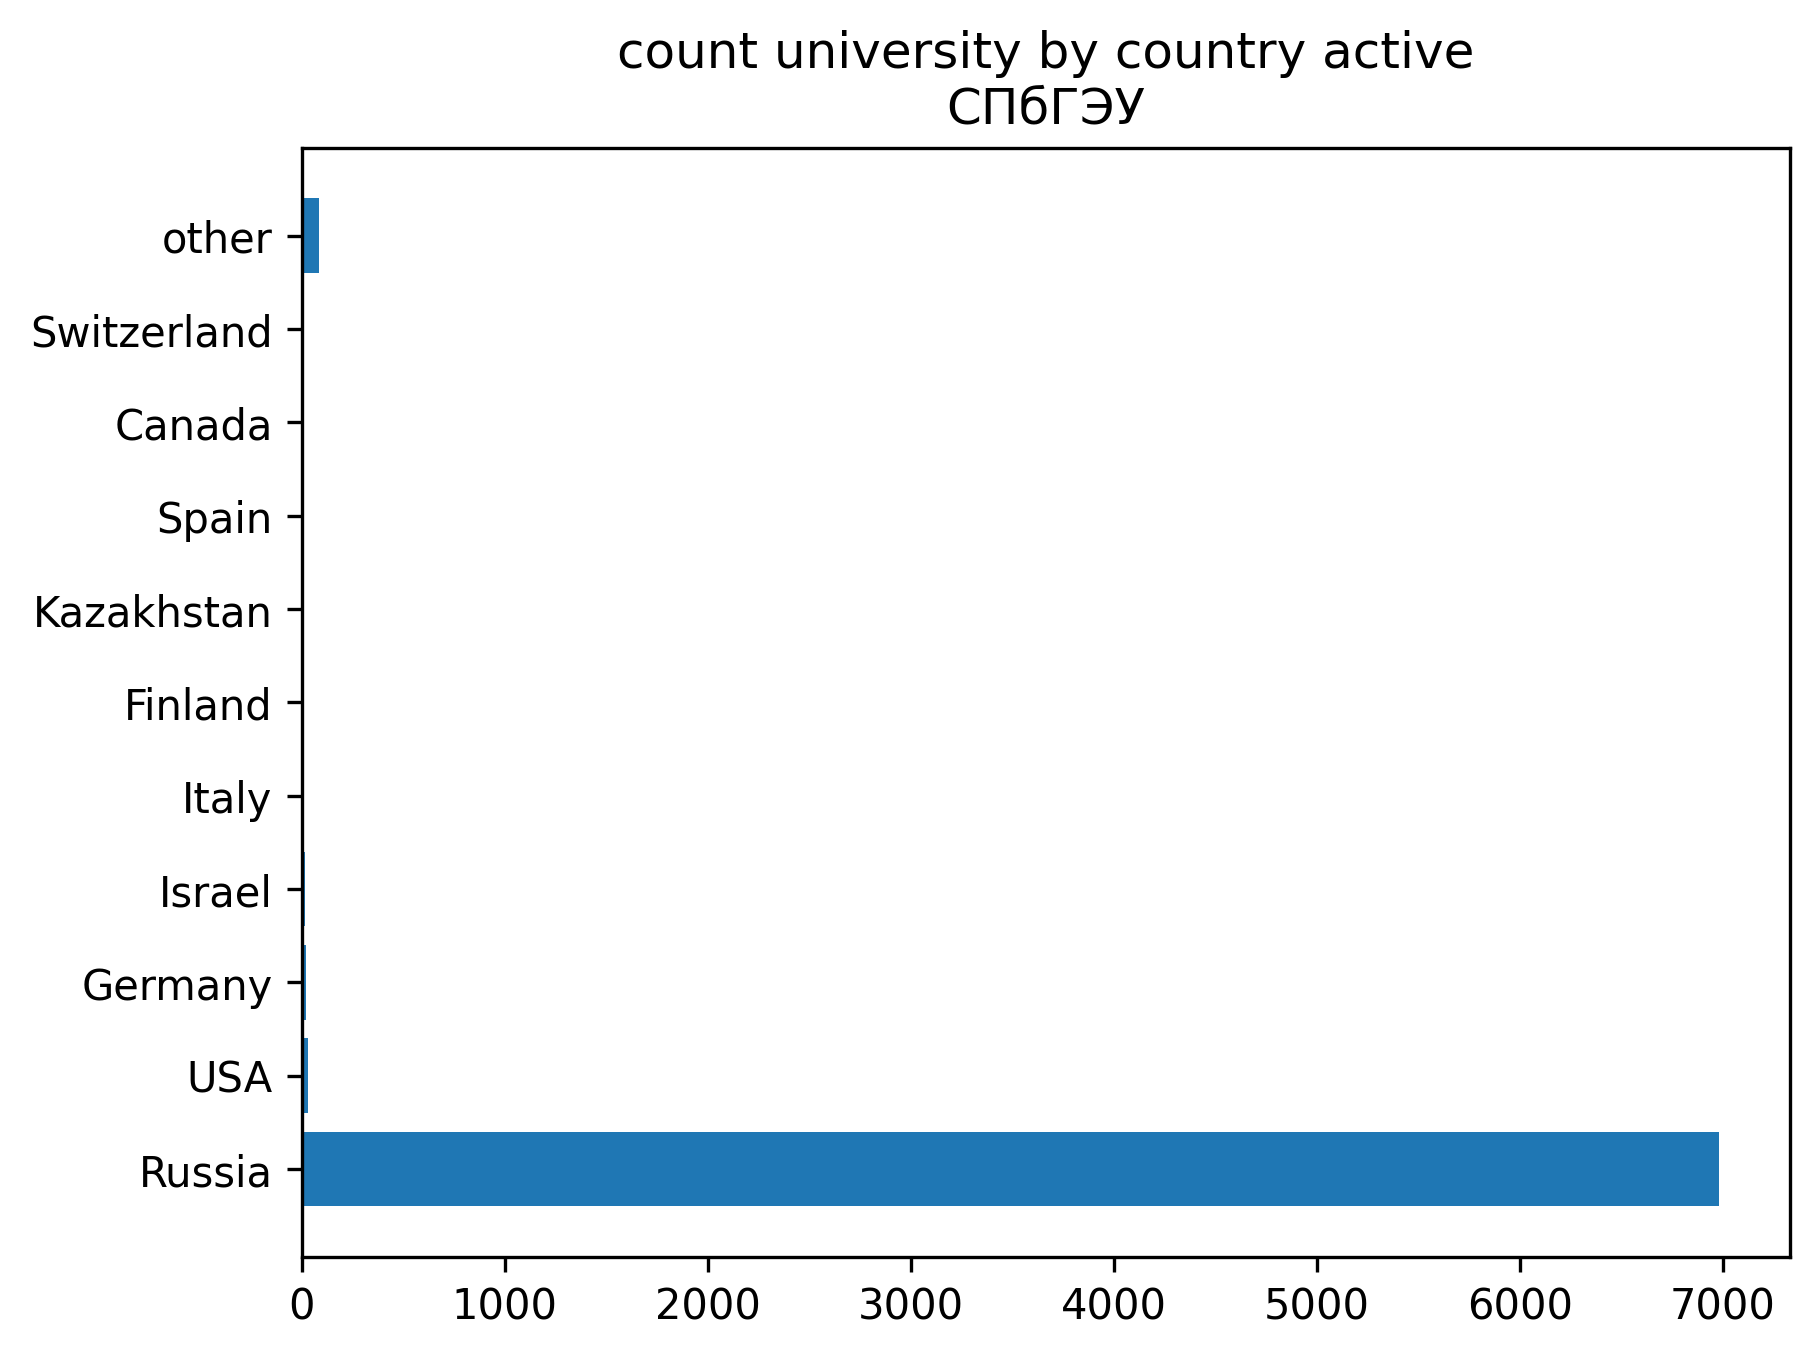 count university by country active
СПбГЭУ
other
Switzerland
Canada
Spain
Kazakhstan
Finland
Italy
Israel
Germany
USA
Russia
0 1000 2000 3000 4000 5000 6000 7000